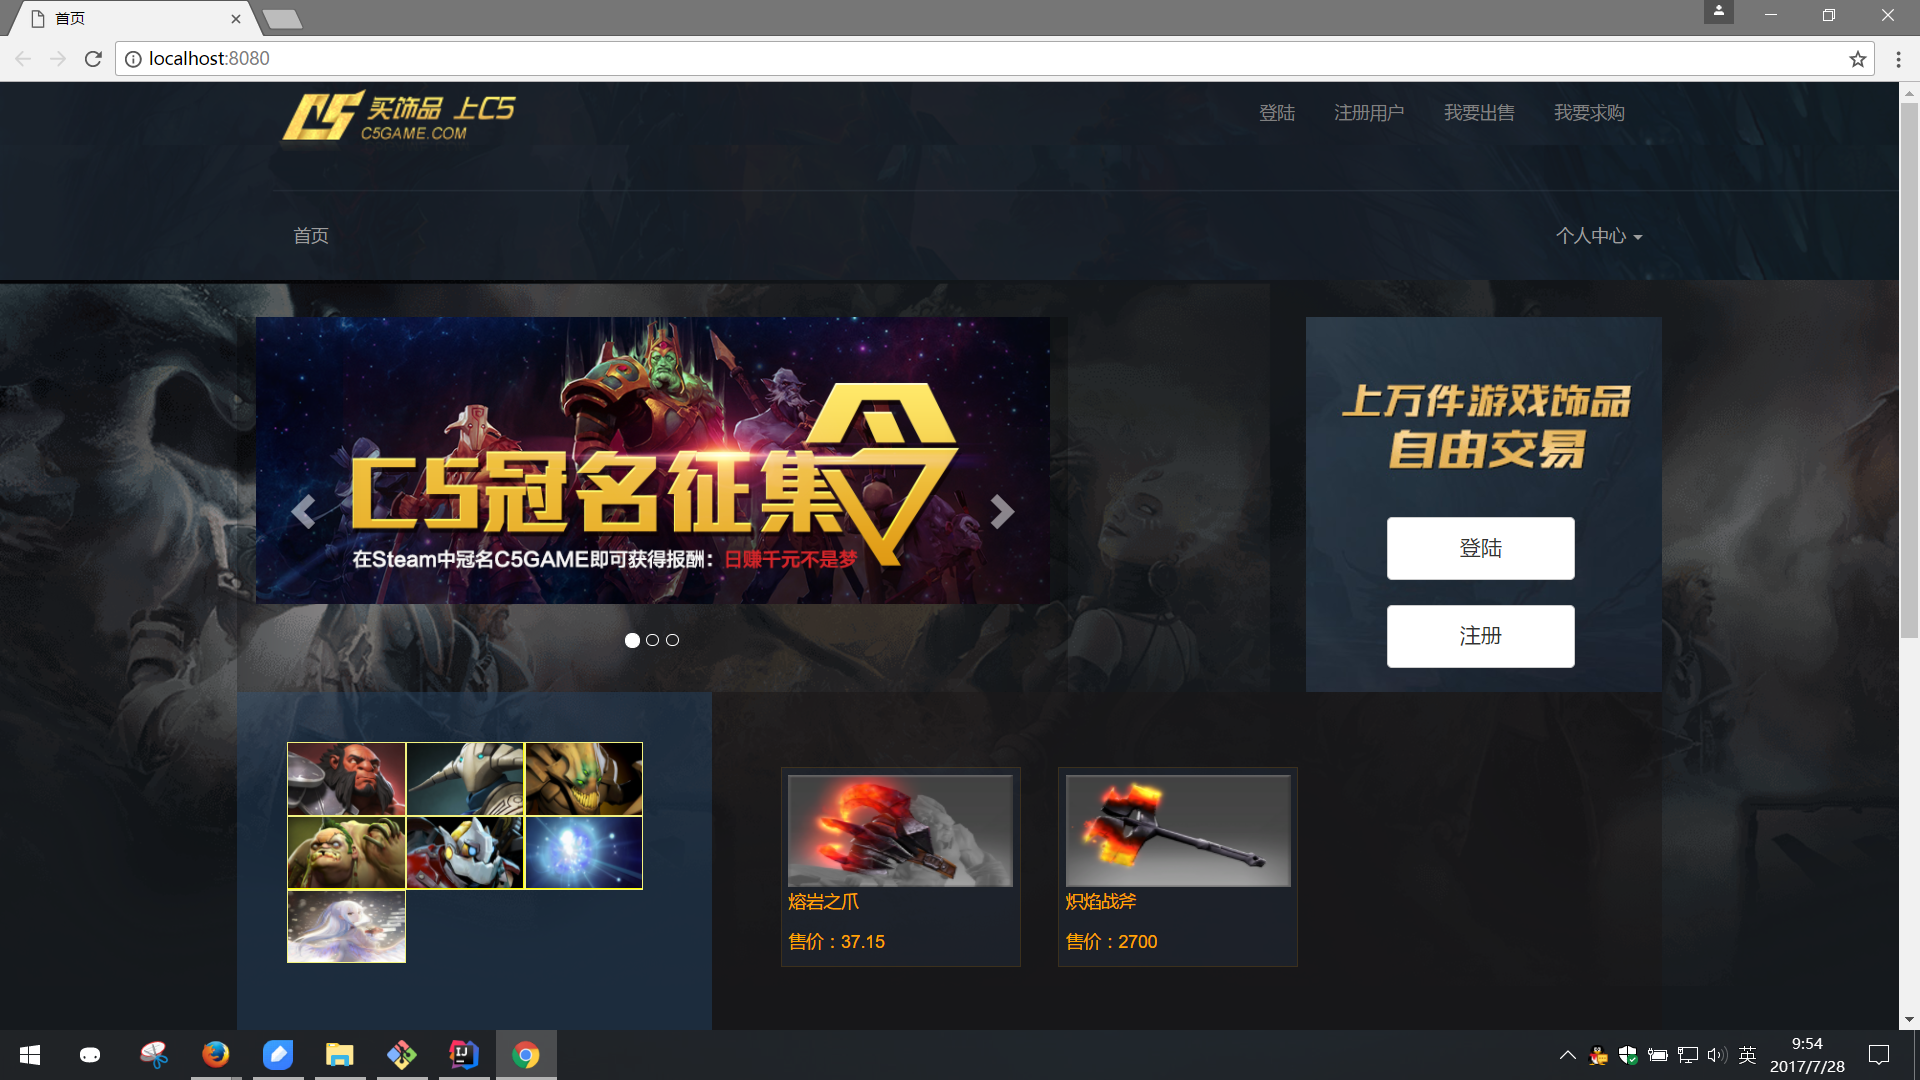 首页
localhost:8080
买饰品 上C5
C5GAME.COM
登陆 注册用户 我要出售 我要求购
首页 个人中心
C5冠名征集
在Steam中冠名C5GAME即可获得报酬：日赚千元不是梦
上万件游戏饰品
自由交易
登陆
注册
熔岩之爪
售价：37.15
炽焰战斧
售价：2700
英
9:54
2017/7/28